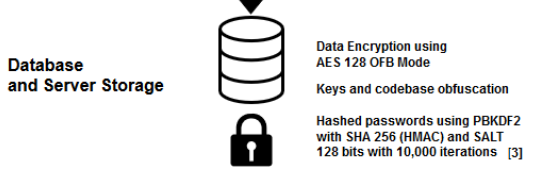 Database
and Server Storage
Data Encryption using
AES 128 OFB Mode
Keys and codebase obfuscation
Hashed passwords using PBKDF2
with SHA 256 (HMAC) and SALT
128 bits with 10,000 iterations [3]